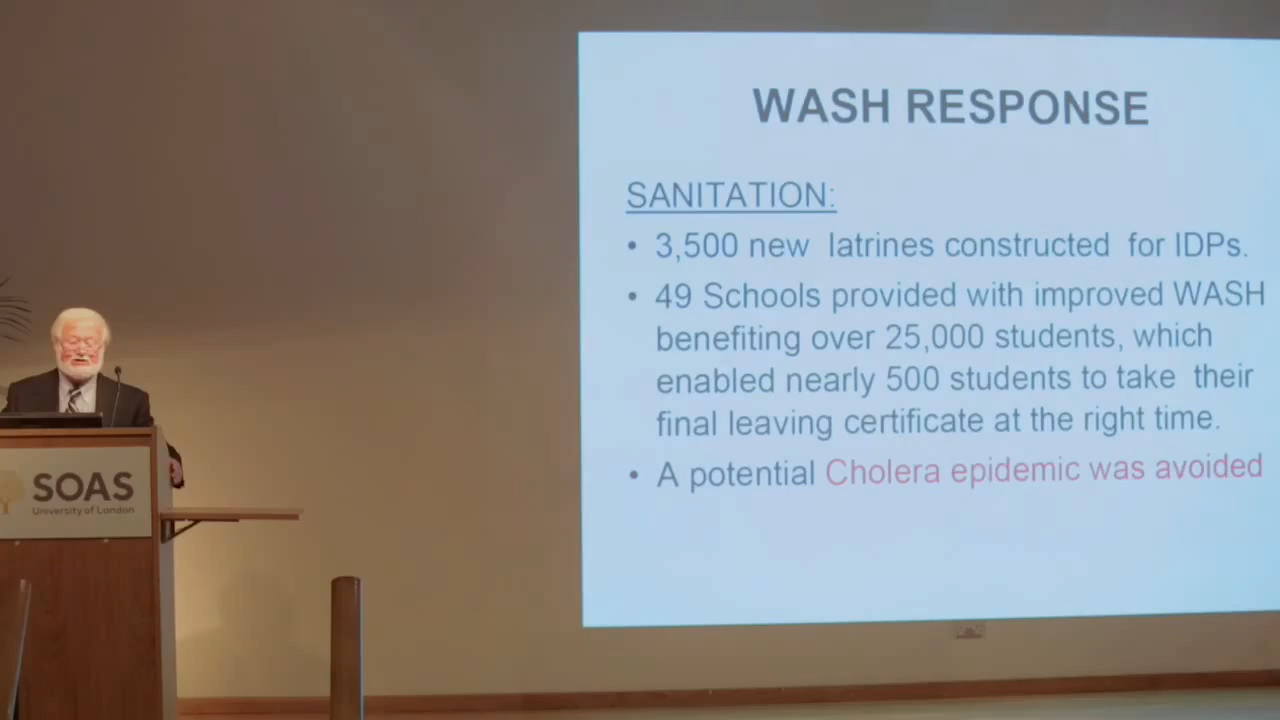 WASH RESPONSE
SANITATION:
• 3,500 new latrines constructed for IDPs.
• 49 Schools provided with improved WASH
benefiting over 25,000 students, which
enabled nearly 500 students to take their
final leaving certificate at the right time.
• A potential Cholera epidemic was avoided
SOAS
University of London